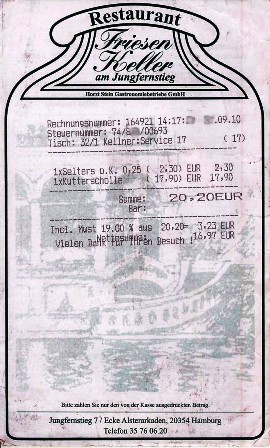 Restaurant
Friesen
Keller
am Jungfernstieg
Horst Stein Gastronomiebetriebe GmbH
Rechnungsnummer: 164921 14:17 .09.10
Steuernummer: 74/ /00693
Tisch: 32/1 Kellner:Service 17 (17)
1xSelters o.K. 0,25 ( 2,30) EUR 2,30
1xKutterscholle ( 17,90) EUR 17,90
Summe: 20,20EUR
Bar:
Incl. Mwst 19.00 % aus 20,20= 3,23 EUR
Nettosumme: 16,97 EUR
Vielen Dank für Ihren Besuch !
Bitte zahlen Sie nur den von der Kasse ausgedruckten Betrag
Jungfernstieg 7 / Ecke Alsterarkaden, 20354 Hamburg
Telefon 35 76 06 20